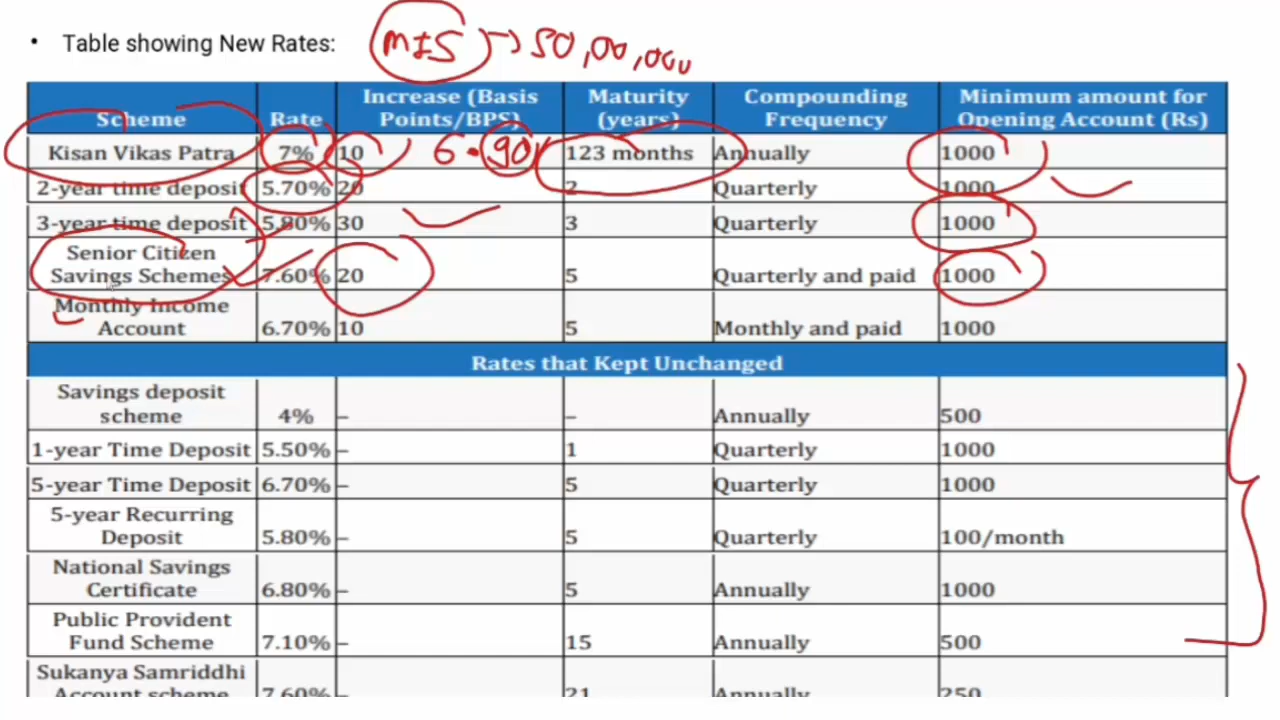 • Table showing New Rates: MIS → 50,00,000
Scheme Rate Increase (Basis Points/BPS) Maturity (years) Compounding Frequency Minimum amount for Opening Account (Rs)
Kisan Vikas Patra 7% 10 6.90 123 months Annually 1000
2-year time deposit 5.70% 20 2 Quarterly 1000
3-year time deposit 5.80% 30 3 Quarterly 1000
Senior Citizen
Savings Schemes 7.60% 20 5 Quarterly and paid 1000
Monthly Income
Account 6.70% 10 5 Monthly and paid 1000
Rates that Kept Unchanged
Savings deposit
scheme 4% – – Annually 500
1-year Time Deposit 5.50% – 1 Quarterly 1000
5-year Time Deposit 6.70% – 5 Quarterly 1000
5-year Recurring
Deposit 5.80% – 5 Quarterly 100/month
National Savings
Certificate 6.80% – 5 Annually 1000
Public Provident
Fund Scheme 7.10% – 15 Annually 500
Sukanya Samriddhi
Account scheme 7.60% – 21 Annually 250